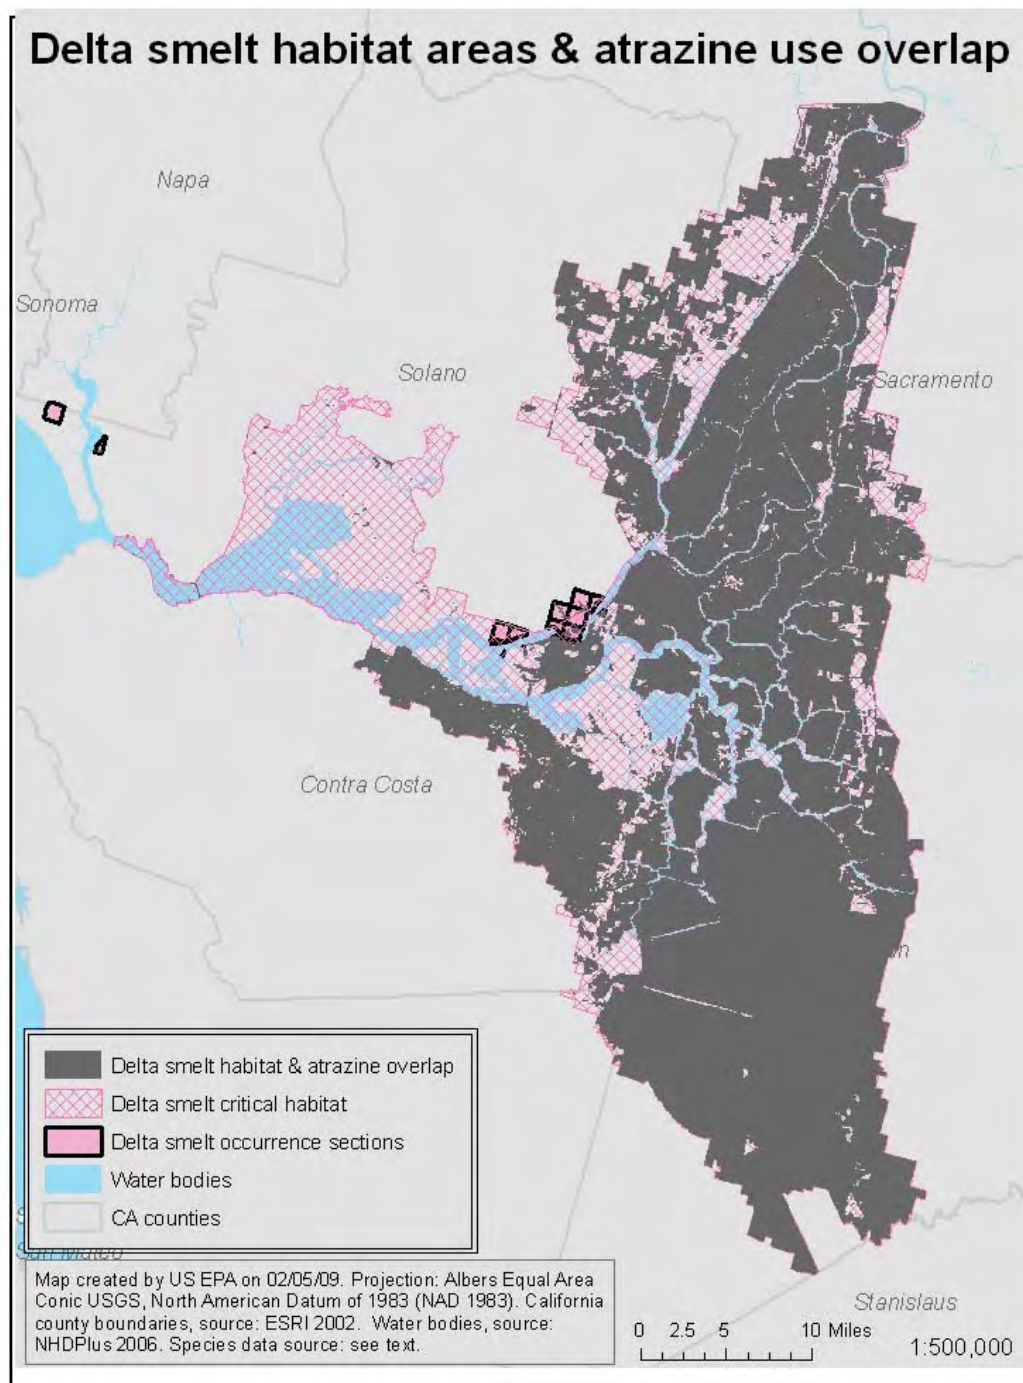 Delta smelt habitat areas & atrazine use overlap
Napa
Sonoma
Solano
Sacramento
Contra Costa
Delta smelt habitat & atrazine overlap
Delta smelt critical habitat
Delta smelt occurrence sections
Water bodies
CA counties
San Mateo
Map created by US EPA on 02/05/09. Projection: Albers Equal Area
Conic USGS, North American Datum of 1983 (NAD 1983). California
county boundaries, source: ESRI 2002. Water bodies, source:
NHDPlus 2006. Species data source: see text.
Stanislaus
0 2.5 5 10 Miles
1:500,000